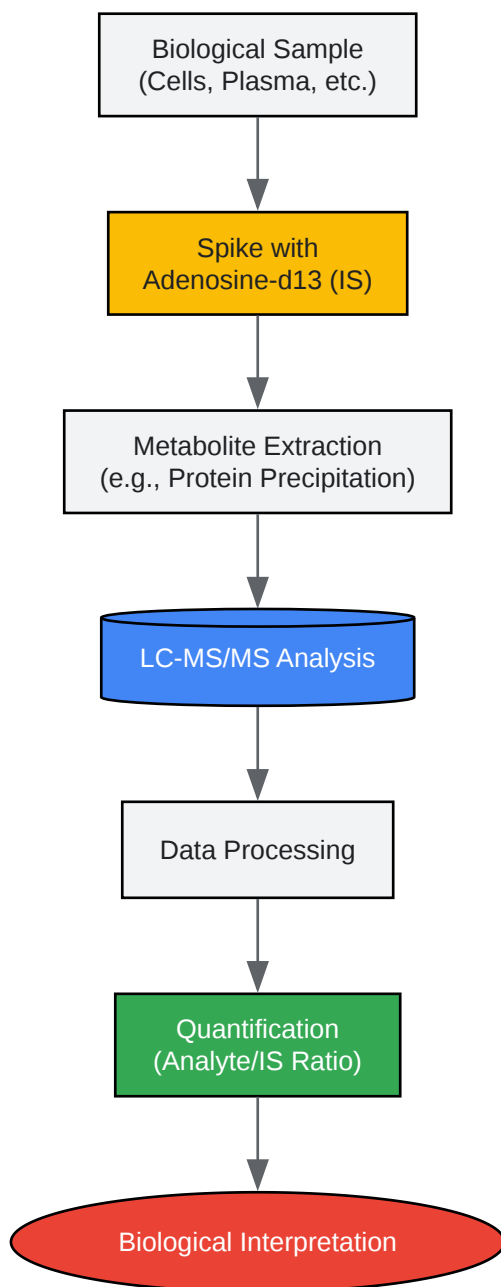 Biological Sample
(Cells, Plasma, etc.)
Spike with
Adenosine-d13 (IS)
Metabolite Extraction
(e.g., Protein Precipitation)
LC-MS/MS Analysis
Data Processing
Quantification
(Analyte/IS Ratio)
Biological Interpretation